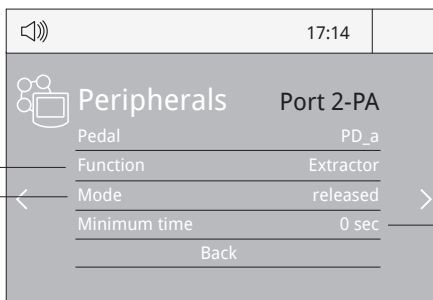 17:14
Peripherals Port 2-PA
Pedal PD_a
Function Extractor
Mode released
Minimum time 0 sec
Back